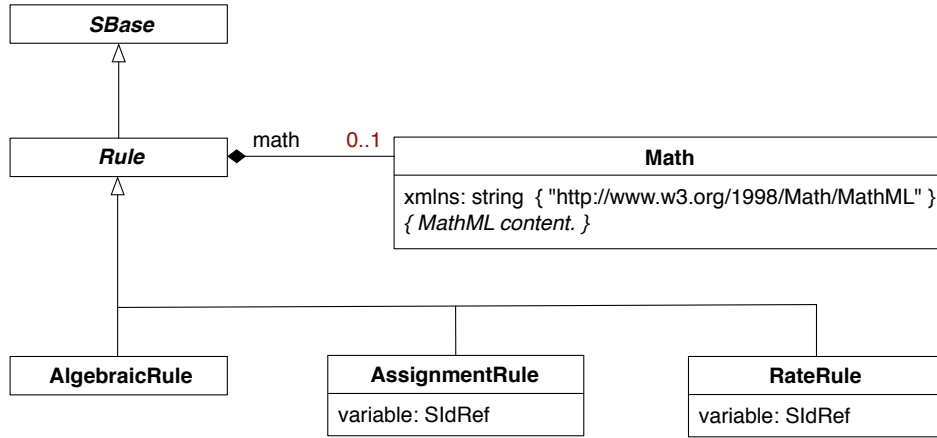 SBase
math 0..1
Rule
Math
xmlns: string { "http://www.w3.org/1998/Math/MathML" }
{ MathML content. }
AlgebraicRule
AssignmentRule
variable: SIdRef
RateRule
variable: SIdRef